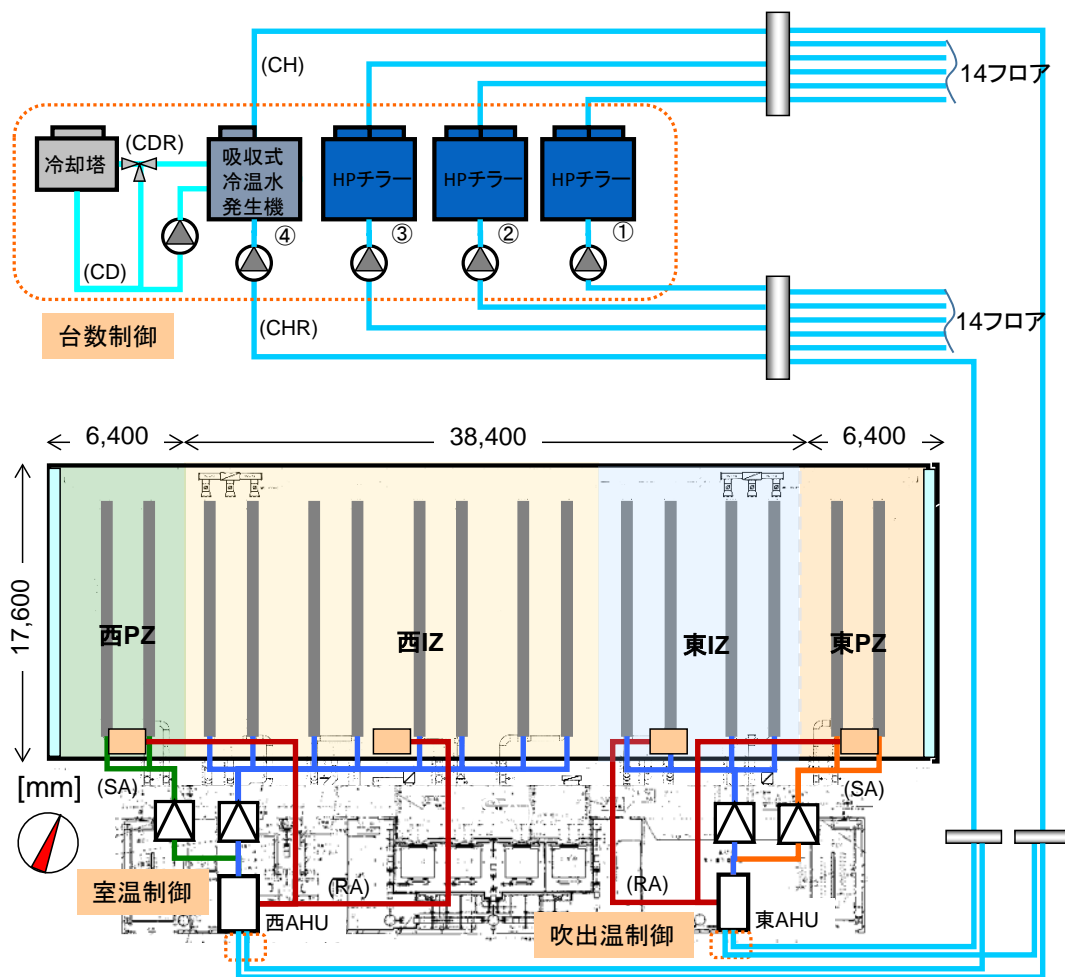 (CH)
14フロア
(CDR)
冷却塔
吸収式
冷温水
発生機
HPチラー
HPチラー
HPチラー
④
③
②
①
(CD)
(CHR)
14フロア
台数制御
6,400
38,400
6,400
17,600
西PZ
西IZ
東IZ
東PZ
[mm]
(SA)
(SA)
室温制御
(RA)
(RA)
西AHU
吹出温制御
東AHU